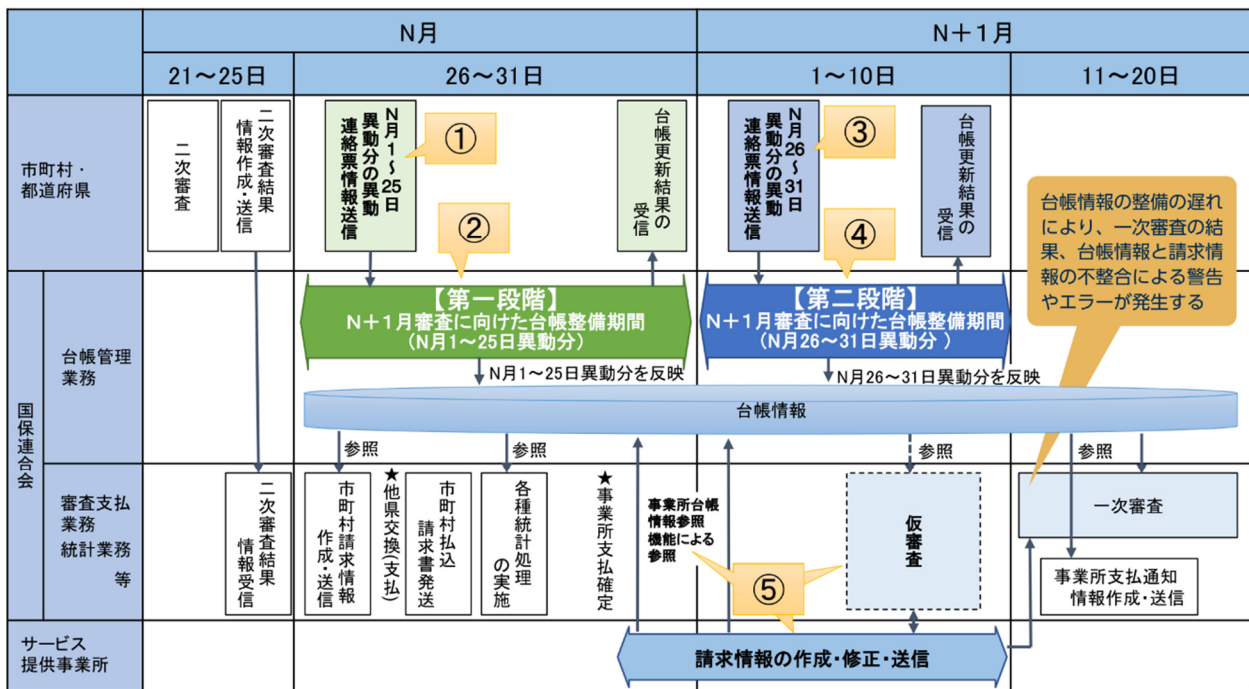 N月
N＋1月
21～25日
26～31日
1～10日
11～20日
市町村・
都道府県
二次審査
二次審査結果
情報作成・送信
N月1～25日
異動分の異動
連絡票情報送信
①
②
台帳更新結果の
受信
N月26～31日
異動分の異動
連絡票情報送信
③
④
台帳更新結果の
受信
台帳情報の整備の遅れ
により、一次審査の結
果、台帳情報と請求情
報の不整合による警告
やエラーが発生する
国保連合会
台帳管理
業務
【第一段階】
N＋1月審査に向けた台帳整備期間
（N月1～25日異動分）
【第二段階】
N＋1月審査に向けた台帳整備期間
（N月26～31日異動分 ）
N月1～25日異動分を反映
N月26～31日異動分を反映
台帳情報
参照
参照
参照
参照
参照
審査支払
業務
統計業務
等
二次審査結果
情報受信
市町村請求情報
作成・送信
★他県交換(支払)
市町村払込
請求書発送
各種統計処理
の実施
★事業所支払確定
事業所台帳
情報参照
機能による
参照
⑤
仮審査
一次審査
事業所支払通知
情報作成・送信
サービス
提供事業所
請求情報の作成・修正・送信